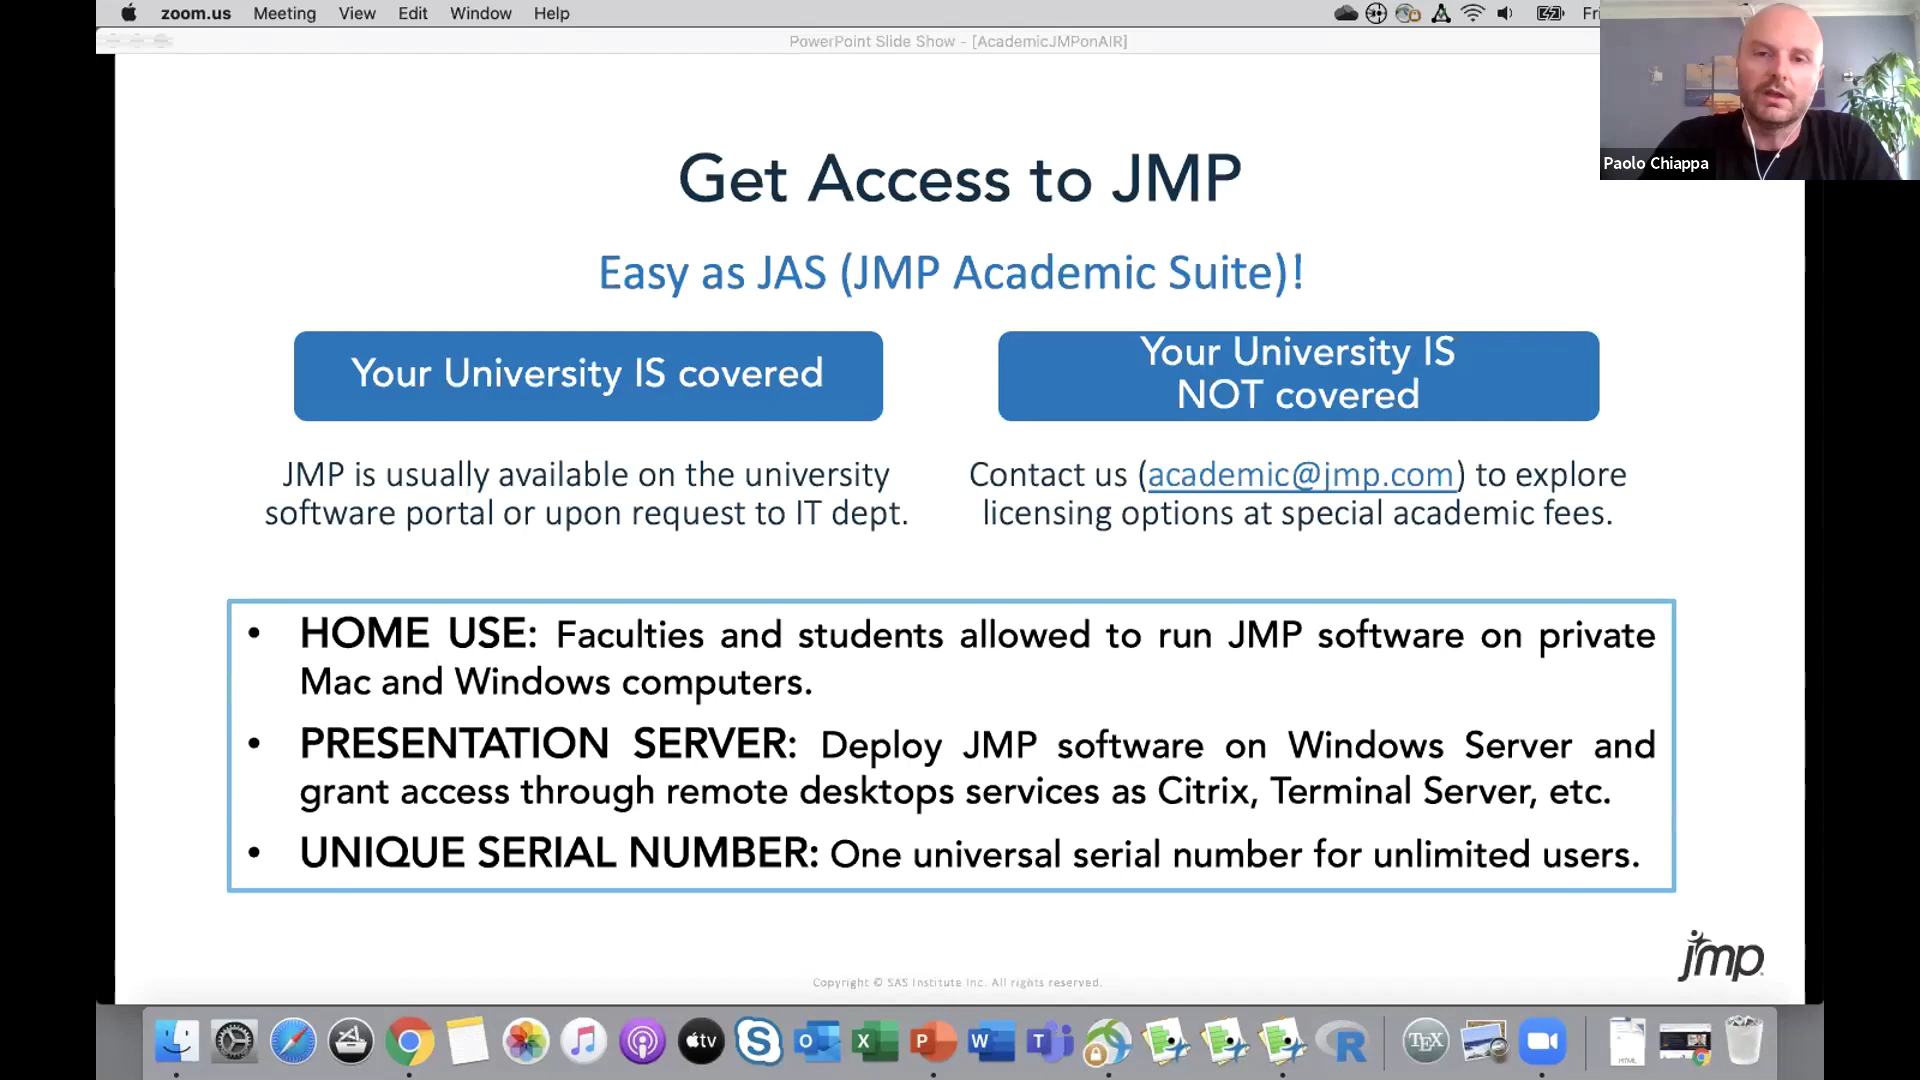 zoom.us Meeting View Edit Window Help
Fri
PowerPoint Slide Show - [AcademicJMPonAIR]
Paolo Chiappa
Get Access to JMP
Easy as JAS (JMP Academic Suite)!
Your University IS covered
Your University IS
NOT covered
JMP is usually available on the university
software portal or upon request to IT dept.
Contact us (academic@jmp.com) to explore
licensing options at special academic fees.
• HOME USE: Faculties and students allowed to run JMP software on private
Mac and Windows computers.
• PRESENTATION SERVER: Deploy JMP software on Windows Server and
grant access through remote desktops services as Citrix, Terminal Server, etc.
• UNIQUE SERIAL NUMBER: One universal serial number for unlimited users.
jmp
Copyright © SAS Institute Inc. All rights reserved.
tv S O X P W T R TEX HTML